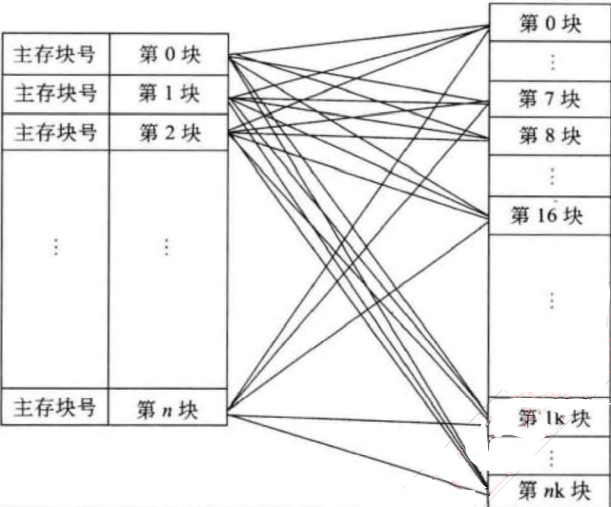 主存块号 第 0 块
主存块号 第 1 块
主存块号 第 2 块
⋮ ⋮
主存块号 第 n 块
第 0 块
⋮
第 7 块
第 8 块
⋮
第 16 块
⋮
第 1k 块
⋮
第 nk 块